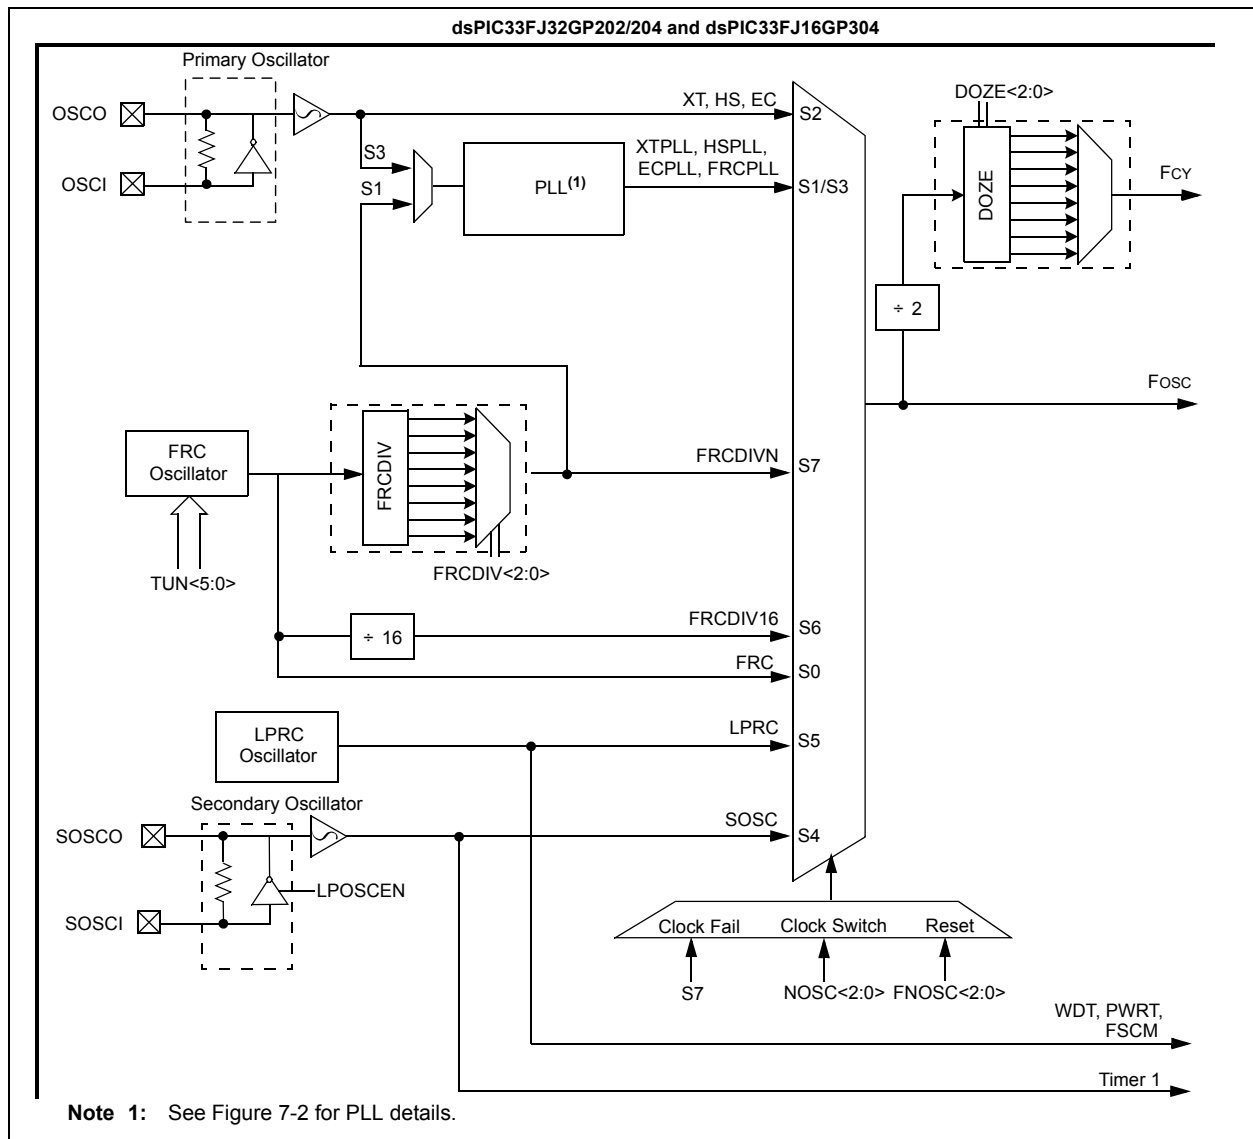 dsPIC33FJ32GP202/204 and dsPIC33FJ16GP304
Primary Oscillator
OSCO
OSCI
S3
S1
PLL(1)
XT, HS, EC
XTPLL, HSPLL,
ECPLL, FRCPLL
S2
S1/S3
DOZE<2:0>
DOZE
FCY
÷ 2
FOSC
FRC
Oscillator
TUN<5:0>
FRCDIV
FRCDIV<2:0>
FRCDIVN
S7
÷ 16
FRCDIV16
S6
FRC
S0
LPRC
Oscillator
LPRC
S5
Secondary Oscillator
SOSCO
SOSCI
LPOSCEN
SOSC
S4
Clock Fail
Clock Switch
Reset
S7
NOSC<2:0>
FNOSC<2:0>
WDT, PWRT,
FSCM
Timer 1
Note 1: See Figure 7-2 for PLL details.